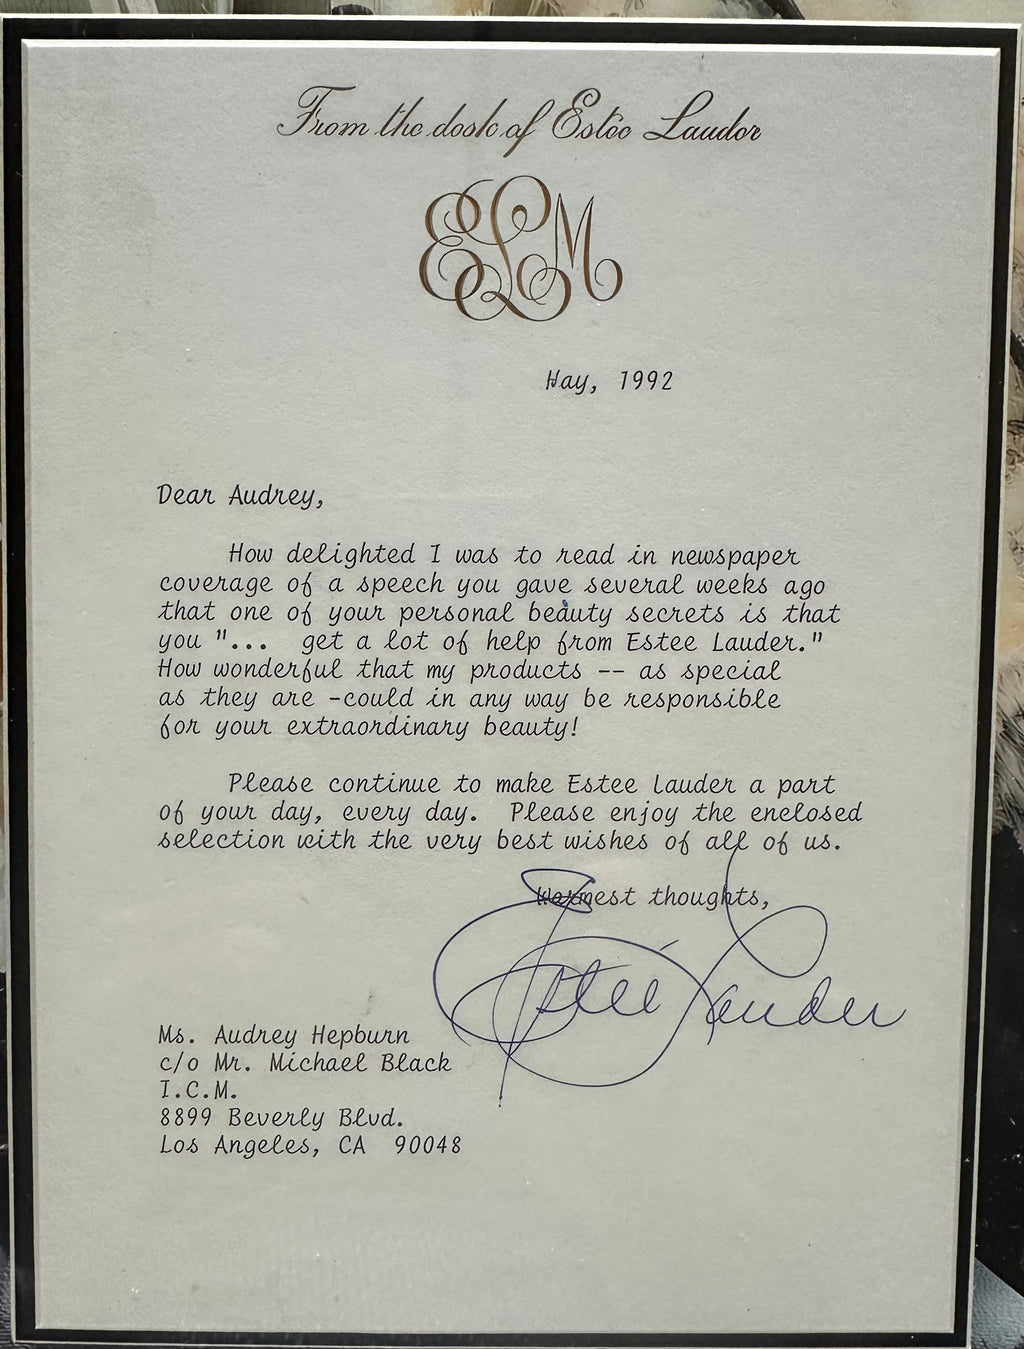 From the desk of Estée Lauder
ELM
May, 1992
Dear Audrey,
How delighted I was to read in newspaper
coverage of a speech you gave several weeks ago
that one of your personal beauty secrets is that
you "... get a lot of help from Estee Lauder."
How wonderful that my products -- as special
as they are -could in any way be responsible
for your extraordinary beauty!
Please continue to make Estee Lauder a part
of your day, every day. Please enjoy the enclosed
selection with the very best wishes of all of us.
Warmest thoughts,
Estée Lauder
Ms. Audrey Hepburn
c/o Mr. Michael Black
I.C.M.
8899 Beverly Blvd.
Los Angeles, CA 90048